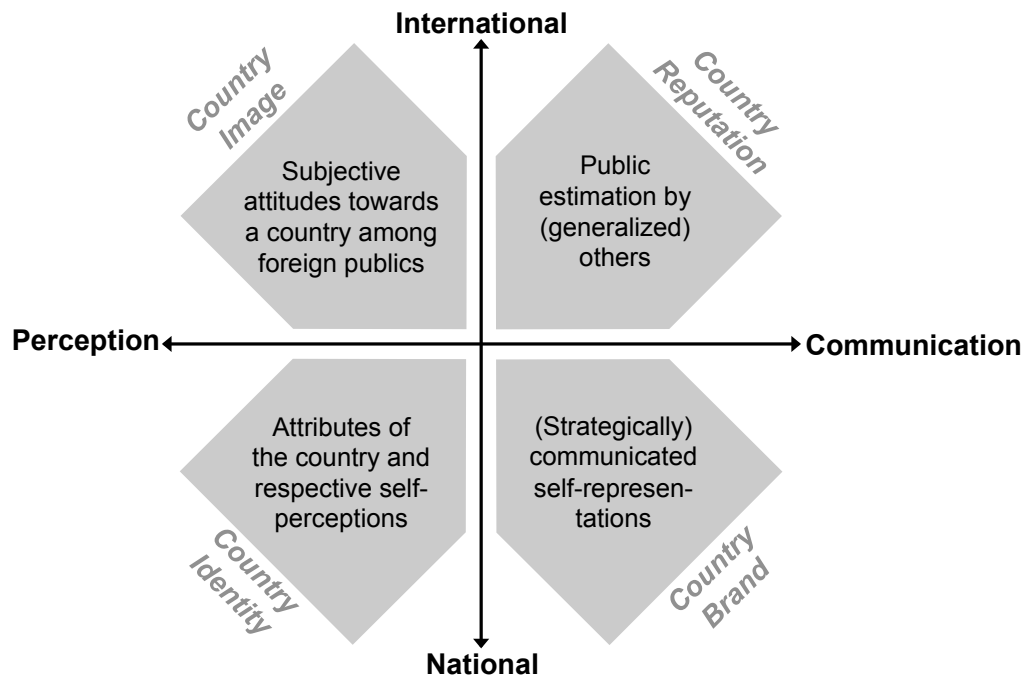 International
Country
Image
Country
Reputation
Subjective
attitudes towards
a country among
foreign publics
Public
estimation by
(generalized)
others
Perception
Communication
Attributes of
the country and
respective self-
perceptions
(Strategically)
communicated
self-represen-
tations
Country
Identity
Country
Brand
National